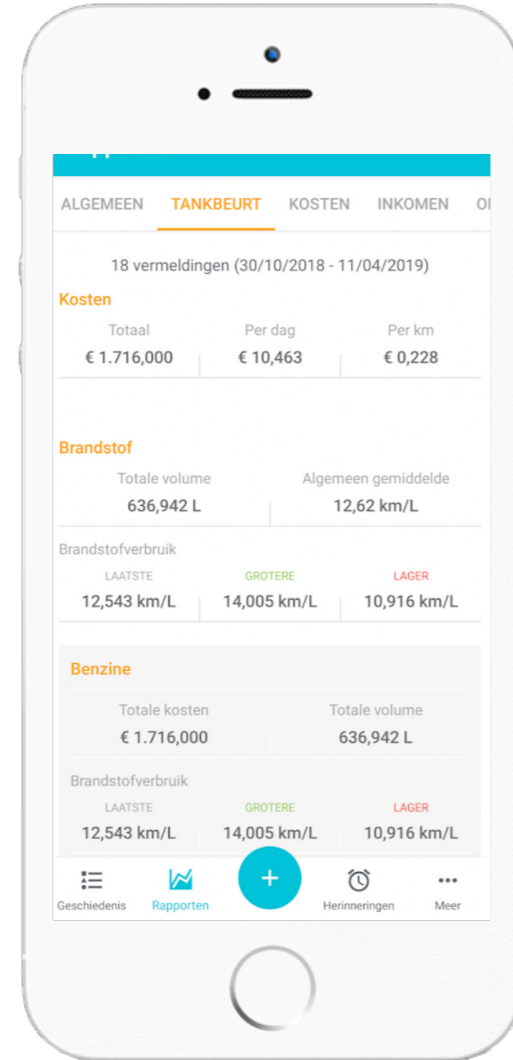 ALGEMEEN TANKBEURT KOSTEN INKOMEN
18 vermeldingen (30/10/2018 - 11/04/2019)
Kosten
Totaal Per dag Per km
€ 1.716,000 € 10,463 € 0,228
Brandstof
Totale volume Algemeen gemiddelde
636,942 L 12,62 km/L
Brandstofverbruik
LAATSTE GROTERE LAGER
12,543 km/L 14,005 km/L 10,916 km/L
Benzine
Totale kosten Totale volume
€ 1.716,000 636,942 L
Brandstofverbruik
LAATSTE GROTERE LAGER
12,543 km/L 14,005 km/L 10,916 km/L
Geschiedenis Rapporten + Herinneringen Meer